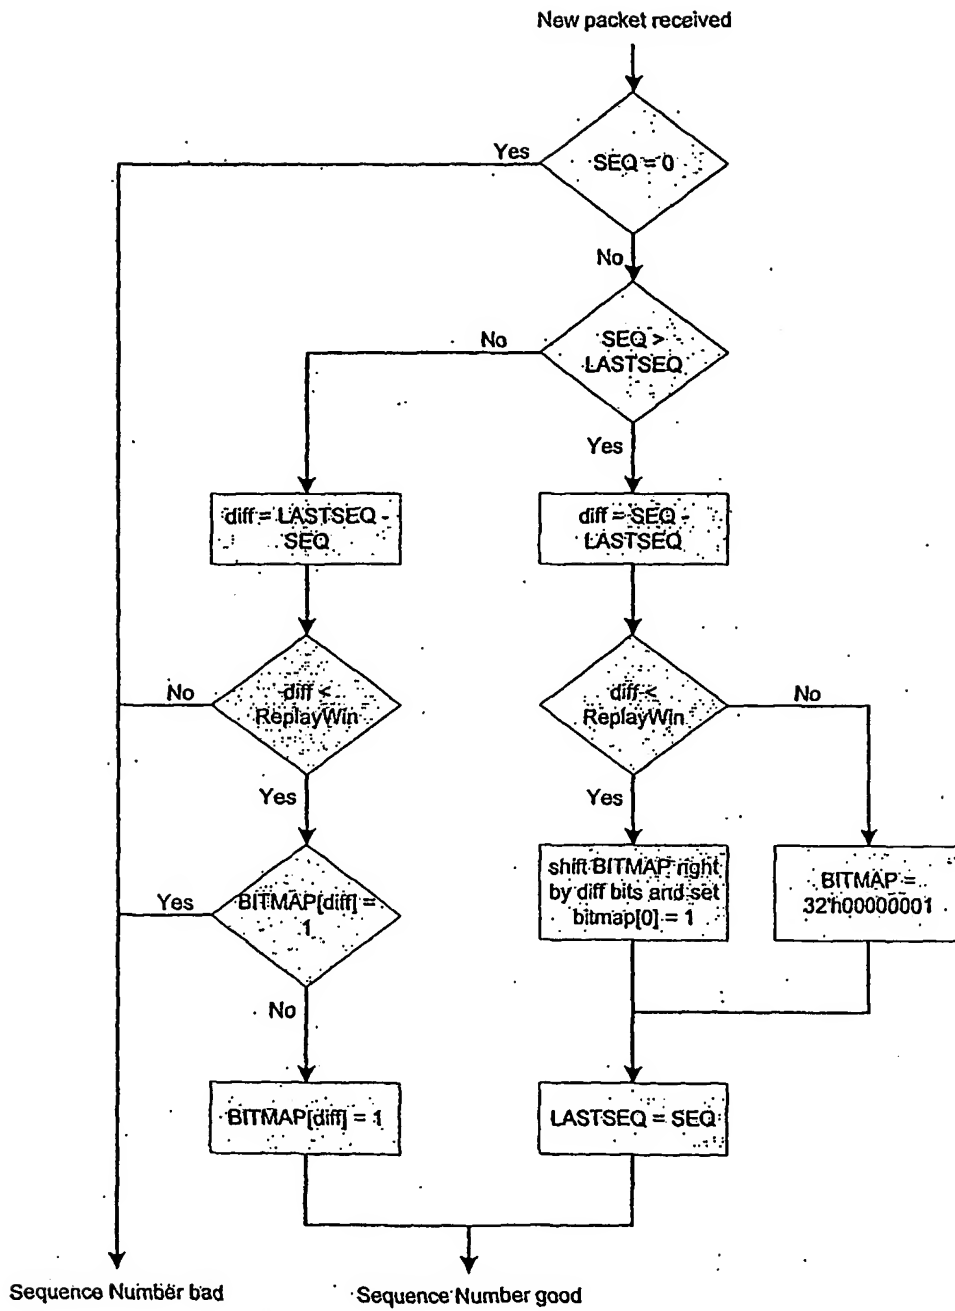 New packet received
Yes
SEQ = 0
No
No
SEQ >
LASTSEQ
Yes
diff = LASTSEQ -
SEQ
diff = SEQ -
LASTSEQ
No
diff <
ReplayWin
diff <
ReplayWin
No
Yes
Yes
Yes
BITMAP[diff] =
1
shift BITMAP right
by diff bits and set
bitmap[0] = 1
BITMAP =
32'h00000001
No
BITMAP[diff] = 1
LASTSEQ = SEQ
Sequence Number bad
Sequence Number good